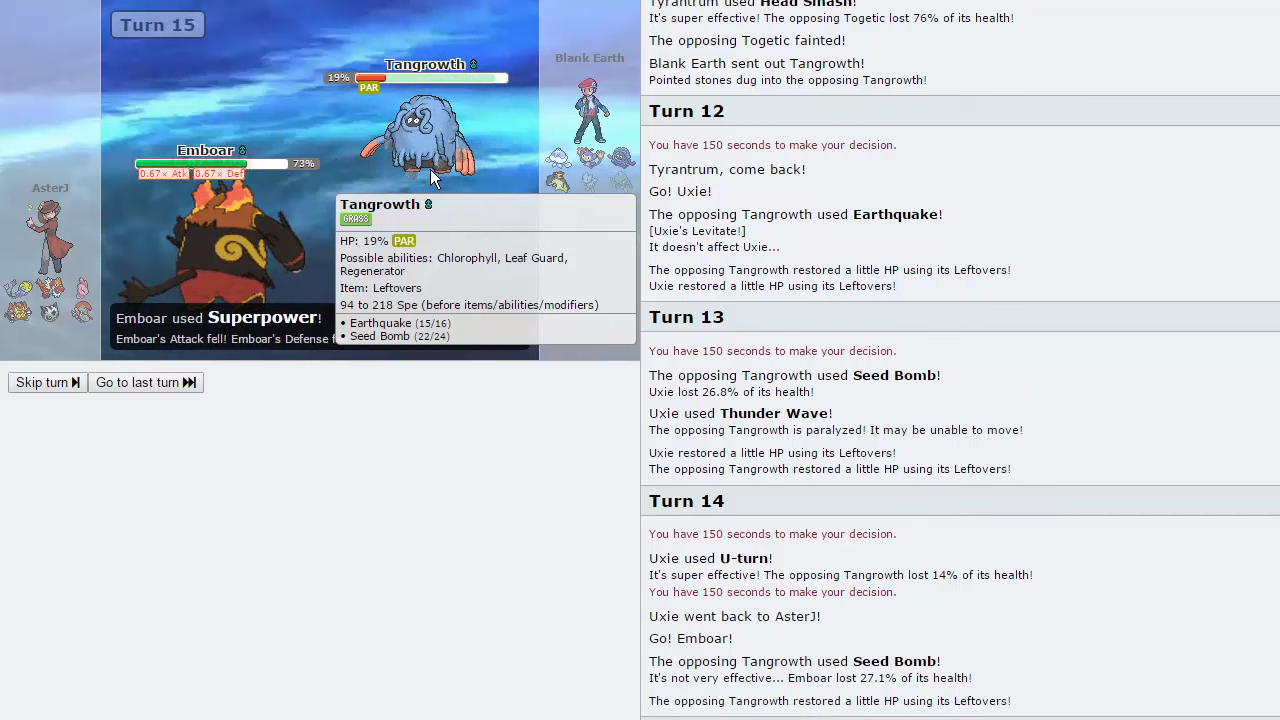 Turn 15
Tangrowth
19%
PAR
Blank Earth
Emboar
73%
0.67× Atk 0.67× Def
AsterJ
Tangrowth
GRASS
HP: 19% PAR
Possible abilities: Chlorophyll, Leaf Guard,
Regenerator
Item: Leftovers
94 to 218 Spe (before items/abilities/modifiers)
• Earthquake (15/16)
• Seed Bomb (22/24)
Emboar used Superpower!
Emboar's Attack fell! Emboar's Defense f
Skip turn Go to last turn
Tyrantrum used Head Smash!
It's super effective! The opposing Togetic lost 76% of its health!
The opposing Togetic fainted!
Blank Earth sent out Tangrowth!
Pointed stones dug into the opposing Tangrowth!
Turn 12
You have 150 seconds to make your decision.
Tyrantrum, come back!
Go! Uxie!
The opposing Tangrowth used Earthquake!
[Uxie's Levitate!]
It doesn't affect Uxie...
The opposing Tangrowth restored a little HP using its Leftovers!
Uxie restored a little HP using its Leftovers!
Turn 13
You have 150 seconds to make your decision.
The opposing Tangrowth used Seed Bomb!
Uxie lost 26.8% of its health!
Uxie used Thunder Wave!
The opposing Tangrowth is paralyzed! It may be unable to move!
Uxie restored a little HP using its Leftovers!
The opposing Tangrowth restored a little HP using its Leftovers!
Turn 14
You have 150 seconds to make your decision.
Uxie used U-turn!
It's super effective! The opposing Tangrowth lost 14% of its health!
You have 150 seconds to make your decision.
Uxie went back to AsterJ!
Go! Emboar!
The opposing Tangrowth used Seed Bomb!
It's not very effective... Emboar lost 27.1% of its health!
The opposing Tangrowth restored a little HP using its Leftovers!